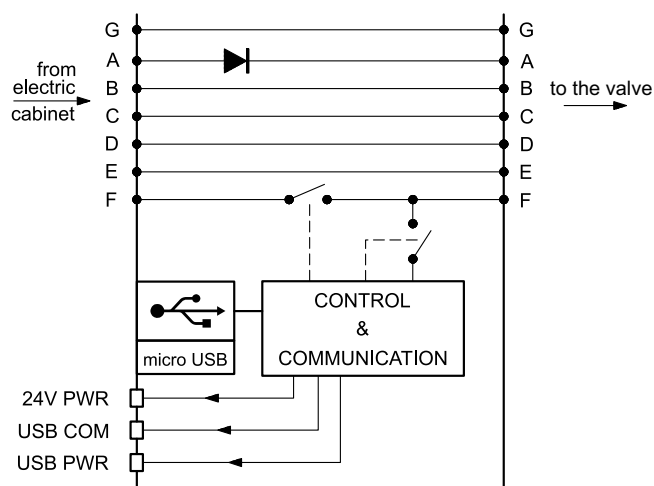 G G
A A
from
electric
cabinet
B B
to the valve
C C
D D
E E
F F
CONTROL
&
COMMUNICATION
micro USB
24V PWR
USB COM
USB PWR